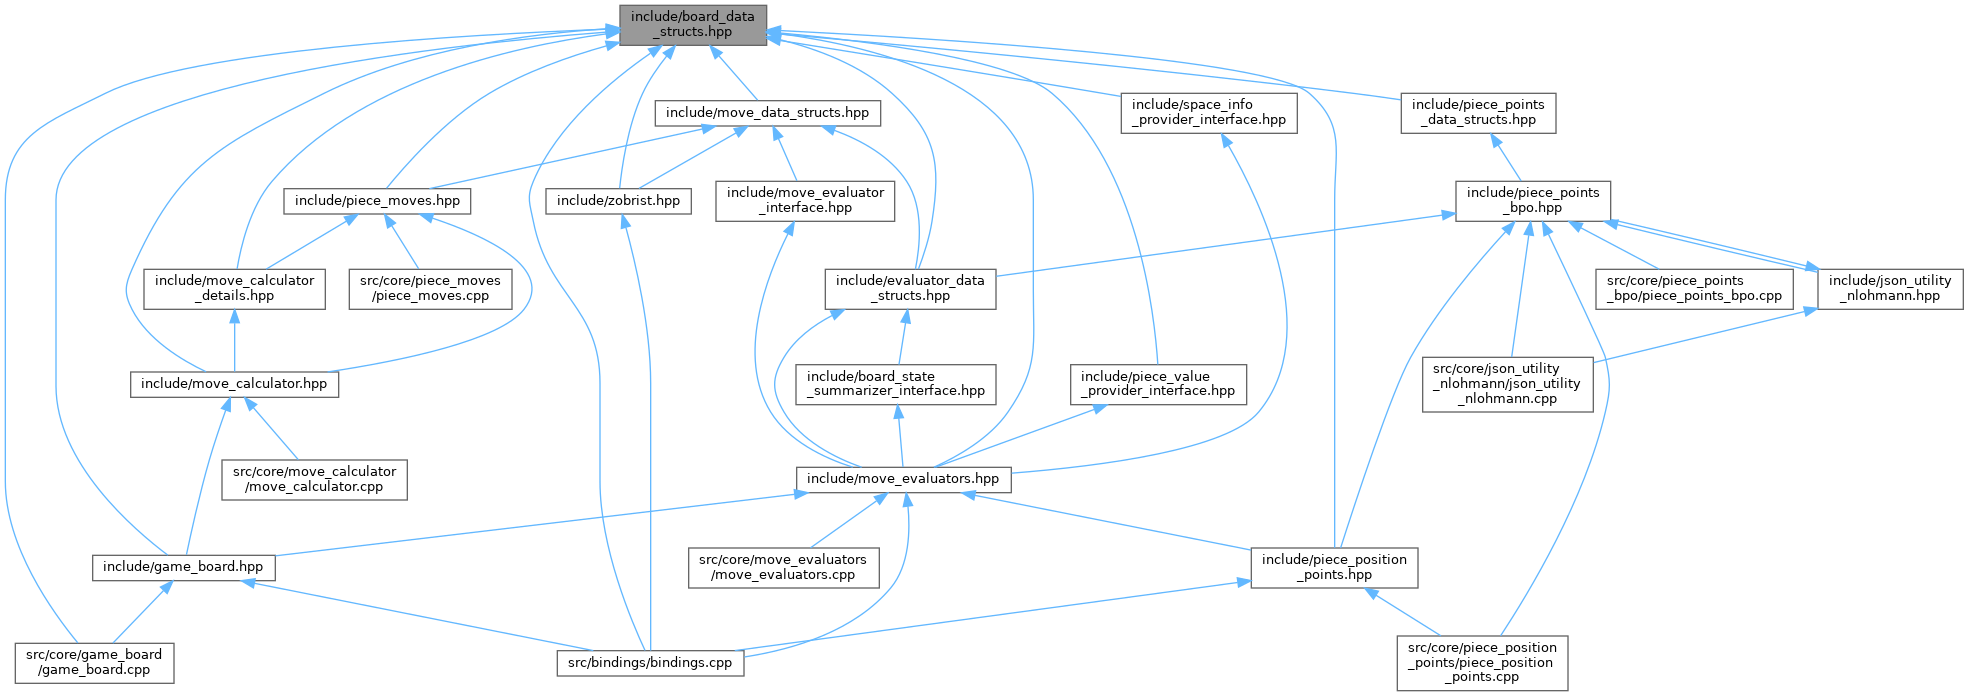 include/board_data
_structs.hpp
include/move_data_structs.hpp
include/space_info
_provider_interface.hpp
include/piece_points
_data_structs.hpp
include/piece_moves.hpp
include/zobrist.hpp
include/move_evaluator
_interface.hpp
include/piece_points
_bpo.hpp
include/move_calculator
_details.hpp
src/core/piece_moves
/piece_moves.cpp
include/evaluator_data
_structs.hpp
src/core/piece_points
_bpo/piece_points_bpo.cpp
include/json_utility
_nlohmann.hpp
include/move_calculator.hpp
include/board_state
_summarizer_interface.hpp
include/piece_value
_provider_interface.hpp
src/core/json_utility
_nlohmann/json_utility
_nlohmann.cpp
src/core/move_calculator
/move_calculator.cpp
include/move_evaluators.hpp
include/game_board.hpp
src/core/move_evaluators
/move_evaluators.cpp
include/piece_position
_points.hpp
src/core/game_board
/game_board.cpp
src/bindings/bindings.cpp
src/core/piece_position
_points/piece_position
_points.cpp